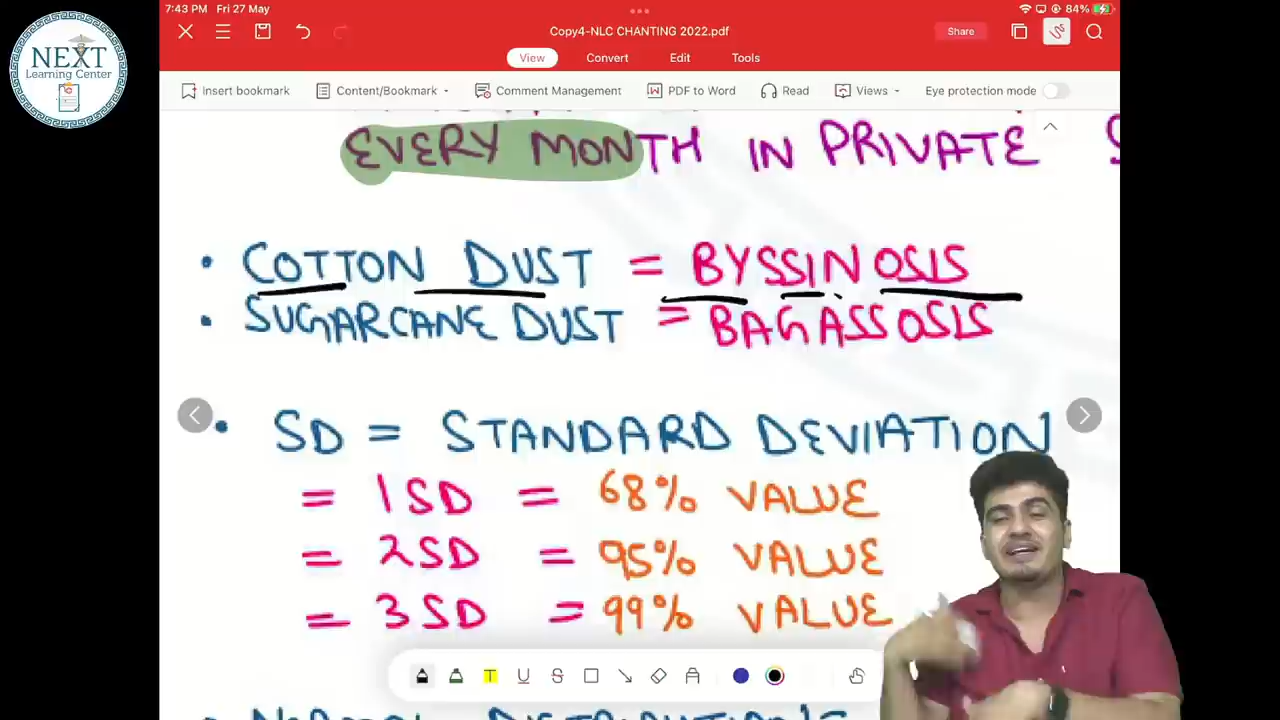 7:43 PM Fri 27 May
84%
NEXT
Learning Center
Copy4-NLC CHANTING 2022.pdf
Share
View Convert Edit Tools
Insert bookmark Content/Bookmark Comment Management PDF to Word Read Views Eye protection mode
EVERY MONTH IN PRIVATE
• COTTON DUST = BYSSINOSIS
• SUGARCANE DUST = BAGASSOSIS
• SD = STANDARD DEVIATION
= 1SD = 68% VALUE
= 2SD = 95% VALUE
= 3SD = 99% VALUE
T U S